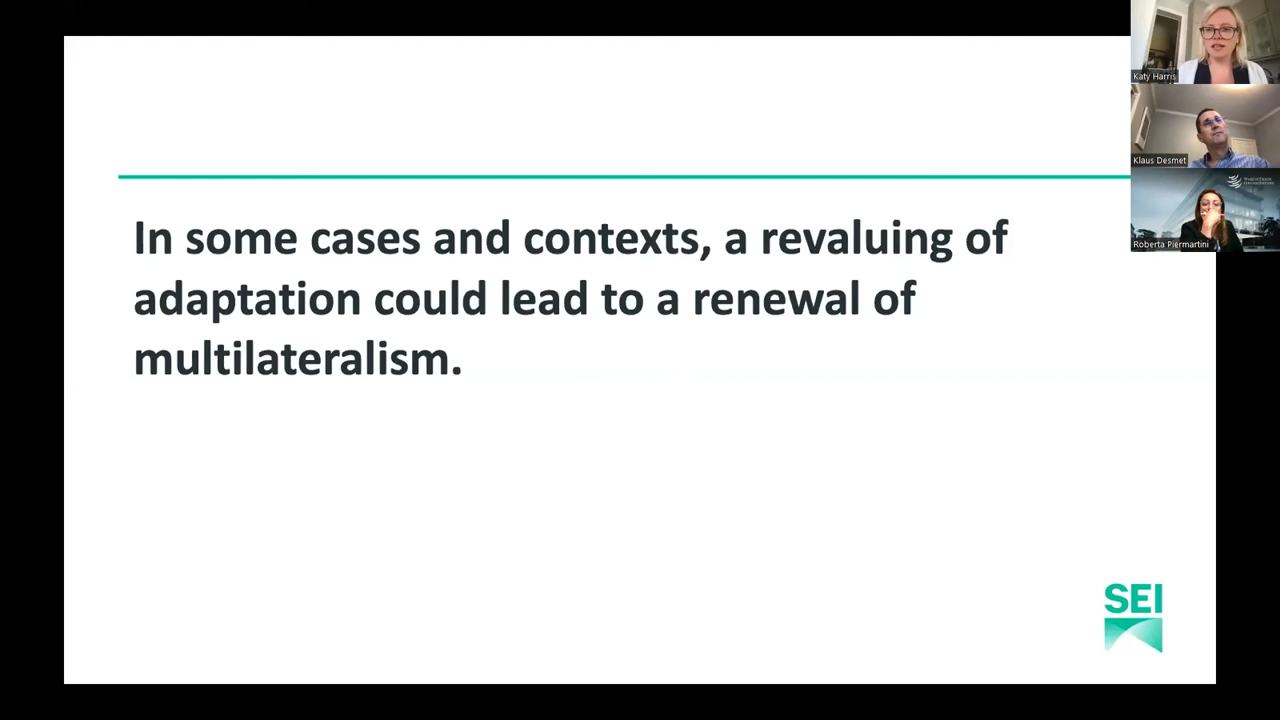 In some cases and contexts, a revaluing of
adaptation could lead to a renewal of
multilateralism.
SEI
Katy Harris
Klaus Desmet
Roberta Piermartini